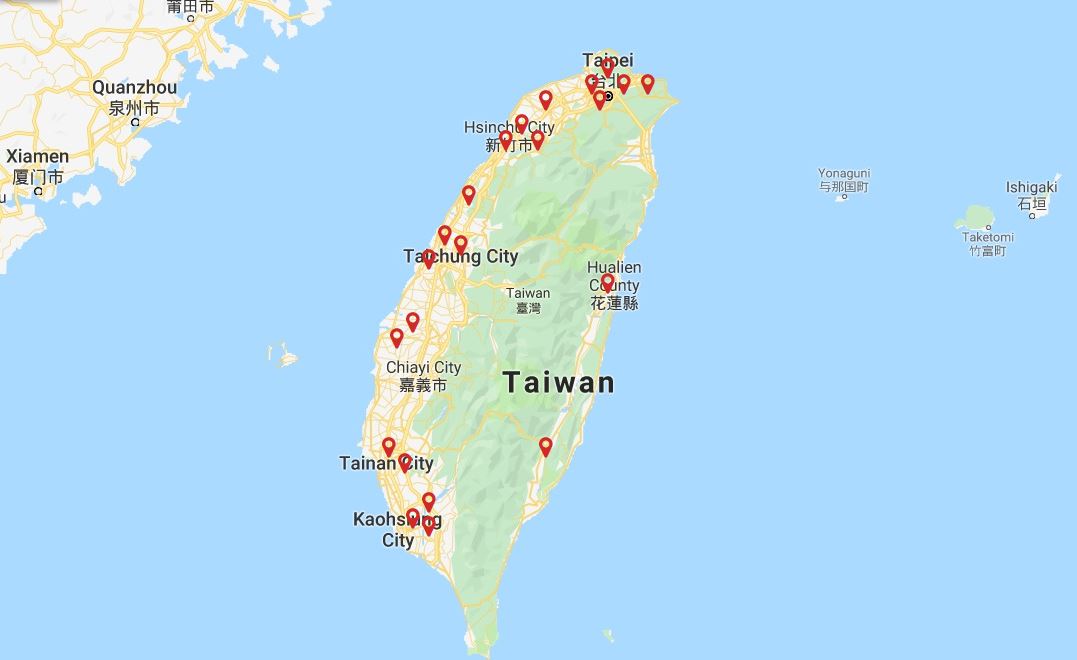 莆田市
Quanzhou
泉州市
Xiamen
厦门市
Taipei
台北
Hsinchu City
新竹市
Taichung City
Hualien
County
花蓮縣
Taiwan
臺灣
Chiayi City
嘉義市
Taiwan
Tainan City
Kaohsiung
City
Yonaguni
与那国町
Ishigaki
石垣
Taketomi
竹富町